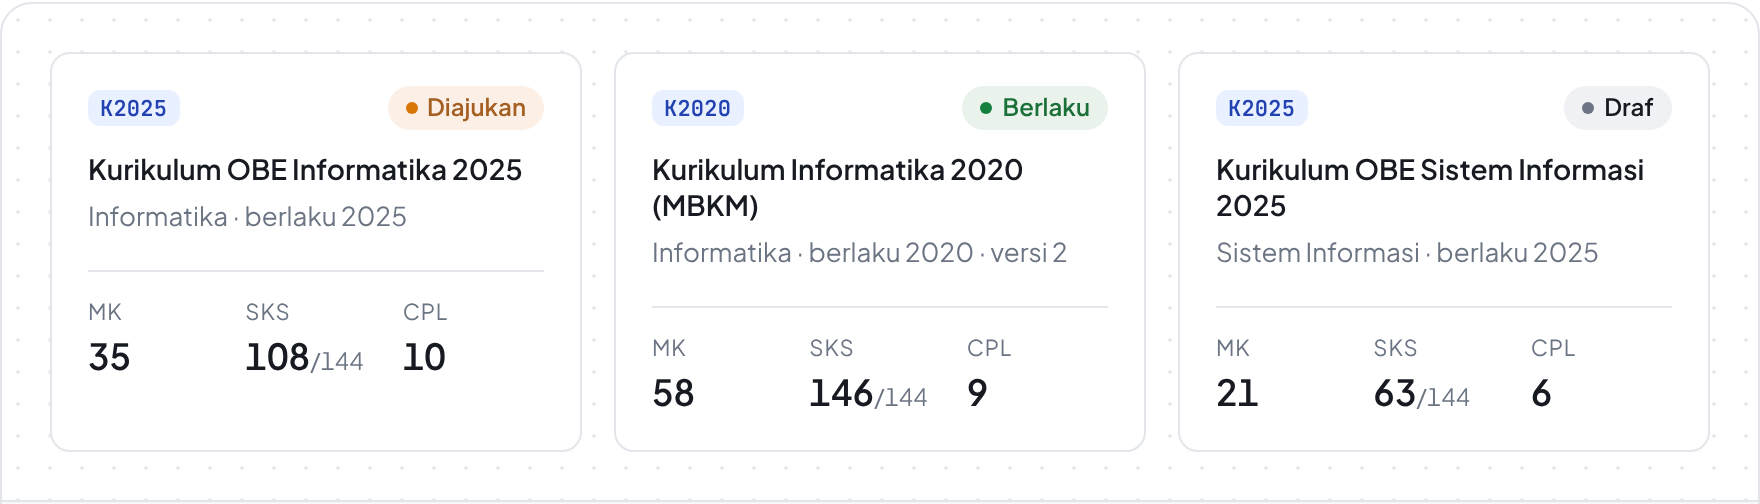 K2025
Diajukan
Kurikulum OBE Informatika 2025
Informatika · berlaku 2025
MK SKS CPL
35 108/144 10
K2020
Berlaku
Kurikulum Informatika 2020
(MBKM)
Informatika · berlaku 2020 · versi 2
MK SKS CPL
58 146/144 9
K2025
Draf
Kurikulum OBE Sistem Informasi
2025
Sistem Informasi · berlaku 2025
MK SKS CPL
21 63/144 6